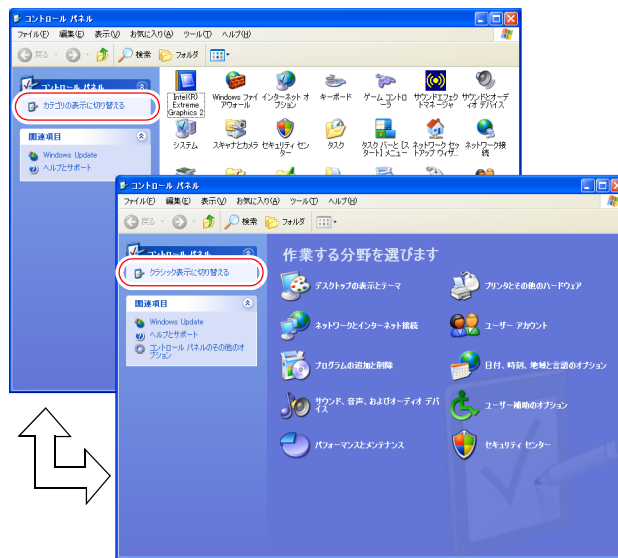 コントロール パネル
ファイル(F) 編集(E) 表示(V) お気に入り(A) ツール(T) ヘルプ(H)
戻る 検索 フォルダ
コントロール パネル
カテゴリの表示に切り替える
関連項目
Windows Update
ヘルプとサポート
Intel(R)
Extreme
Graphics 2
Windows ファイ
アウォール
インターネット オ
プション
キーボード
ゲーム コントロ
ーラ
サウンドエフェク
トマネージャ
サウンドとオーデ
ィオ デバイス
システム
スキャナとカメラ
セキュリティ セン
ター
タスク
タスク バーと [ス
タート] メニュー
ネットワーク セッ
トアップ ウィザ...
ネットワーク接
続
コントロール パネル
ファイル(F) 編集(E) 表示(V) お気に入り(A) ツール(T) ヘルプ(H)
戻る 検索 フォルダ
コントロール パネル
クラシック表示に切り替える
関連項目
Windows Update
ヘルプとサポート
コントロール パネルのその他のオ
プション
作業する分野を選びます
デスクトップの表示とテーマ
プリンタとその他のハードウェア
ネットワークとインターネット接続
ユーザー アカウント
プログラムの追加と削除
日付、時刻、地域と言語のオプション
サウンド、音声、およびオーディオ デバ
イス
ユーザー補助のオプション
パフォーマンスとメンテナンス
セキュリティ センター